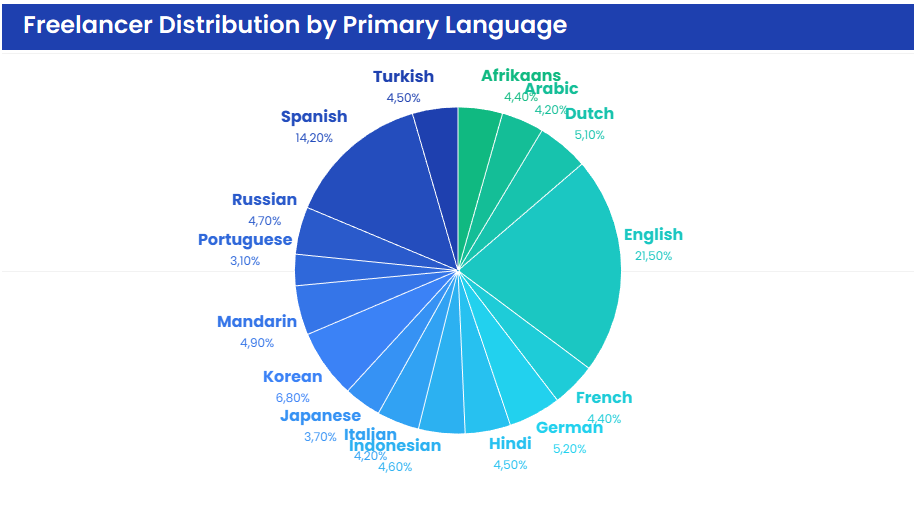 Freelancer Distribution by Primary Language
Turkish
4,50%
Afrikaans
4,40%
Arabic
4,20%
Dutch
5,10%
Spanish
14,20%
Russian
4,70%
Portuguese
3,10%
English
21,50%
Mandarin
4,90%
Korean
6,80%
Japanese
3,70%
Italian
4,20%
Indonesian
4,60%
Hindi
4,50%
German
5,20%
French
4,40%